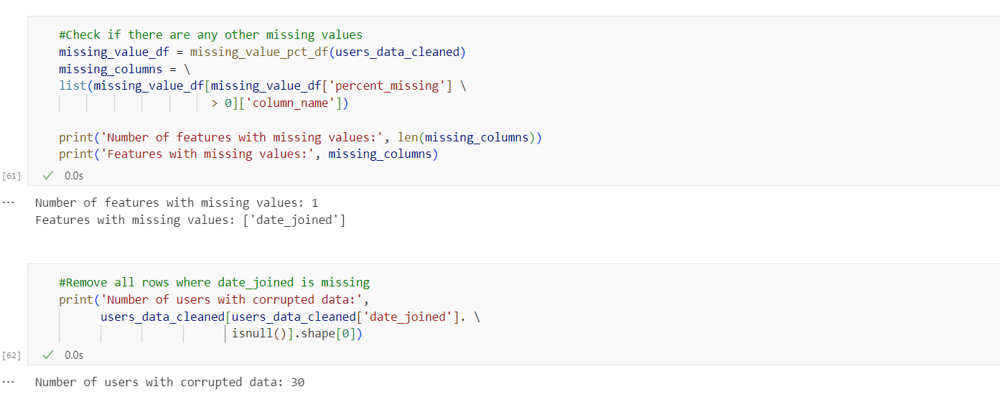 #Check if there are any other missing values
missing_value_df = missing_value_pct_df(users_data_cleaned)
missing_columns = \
list(missing_value_df[missing_value_df['percent_missing'] \
> 0]['column_name'])
print('Number of features with missing values:', len(missing_columns))
print('Features with missing values:', missing_columns)
[61] ✓ 0.0s
... Number of features with missing values: 1
Features with missing values: ['date_joined']
#Remove all rows where date_joined is missing
print('Number of users with corrupted data:',
users_data_cleaned[users_data_cleaned['date_joined']. \
isnull()].shape[0])
[62] ✓ 0.0s
... Number of users with corrupted data: 30